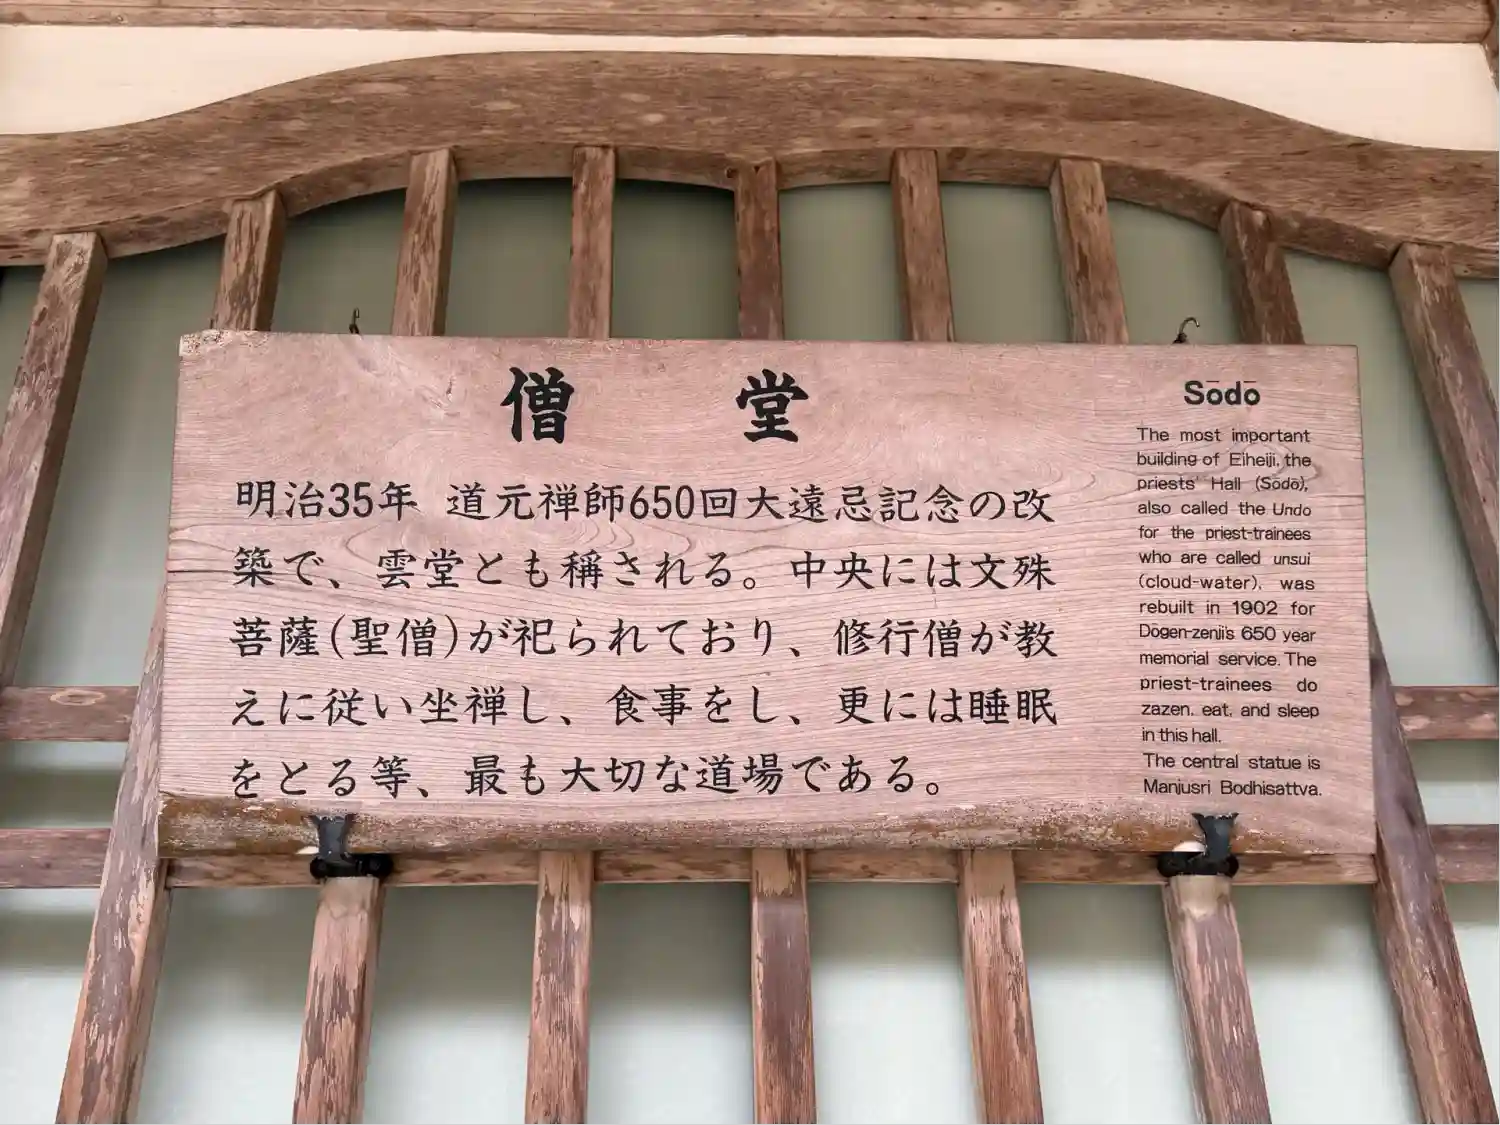 僧 堂
明治35年 道元禅師650回大遠忌記念の改
築で、雲堂とも稱される。中央には文殊
菩薩(聖僧)が祀られており、修行僧が教
えに従い坐禅し、食事をし、更には睡眠
をとる等、最も大切な道場である。
Sōdō
The most important
building of Eiheiji, the
priests' Hall (Sōdō),
also called the Undo
for the priest-trainees
who are called unsui
(cloud-water), was
rebuilt in 1902 for
Dōgen-zenji's 650 year
memorial service. The
priest-trainees do
zazen, eat, and sleep
in this hall.
The central statue is
Manjusri Bodhisattva.